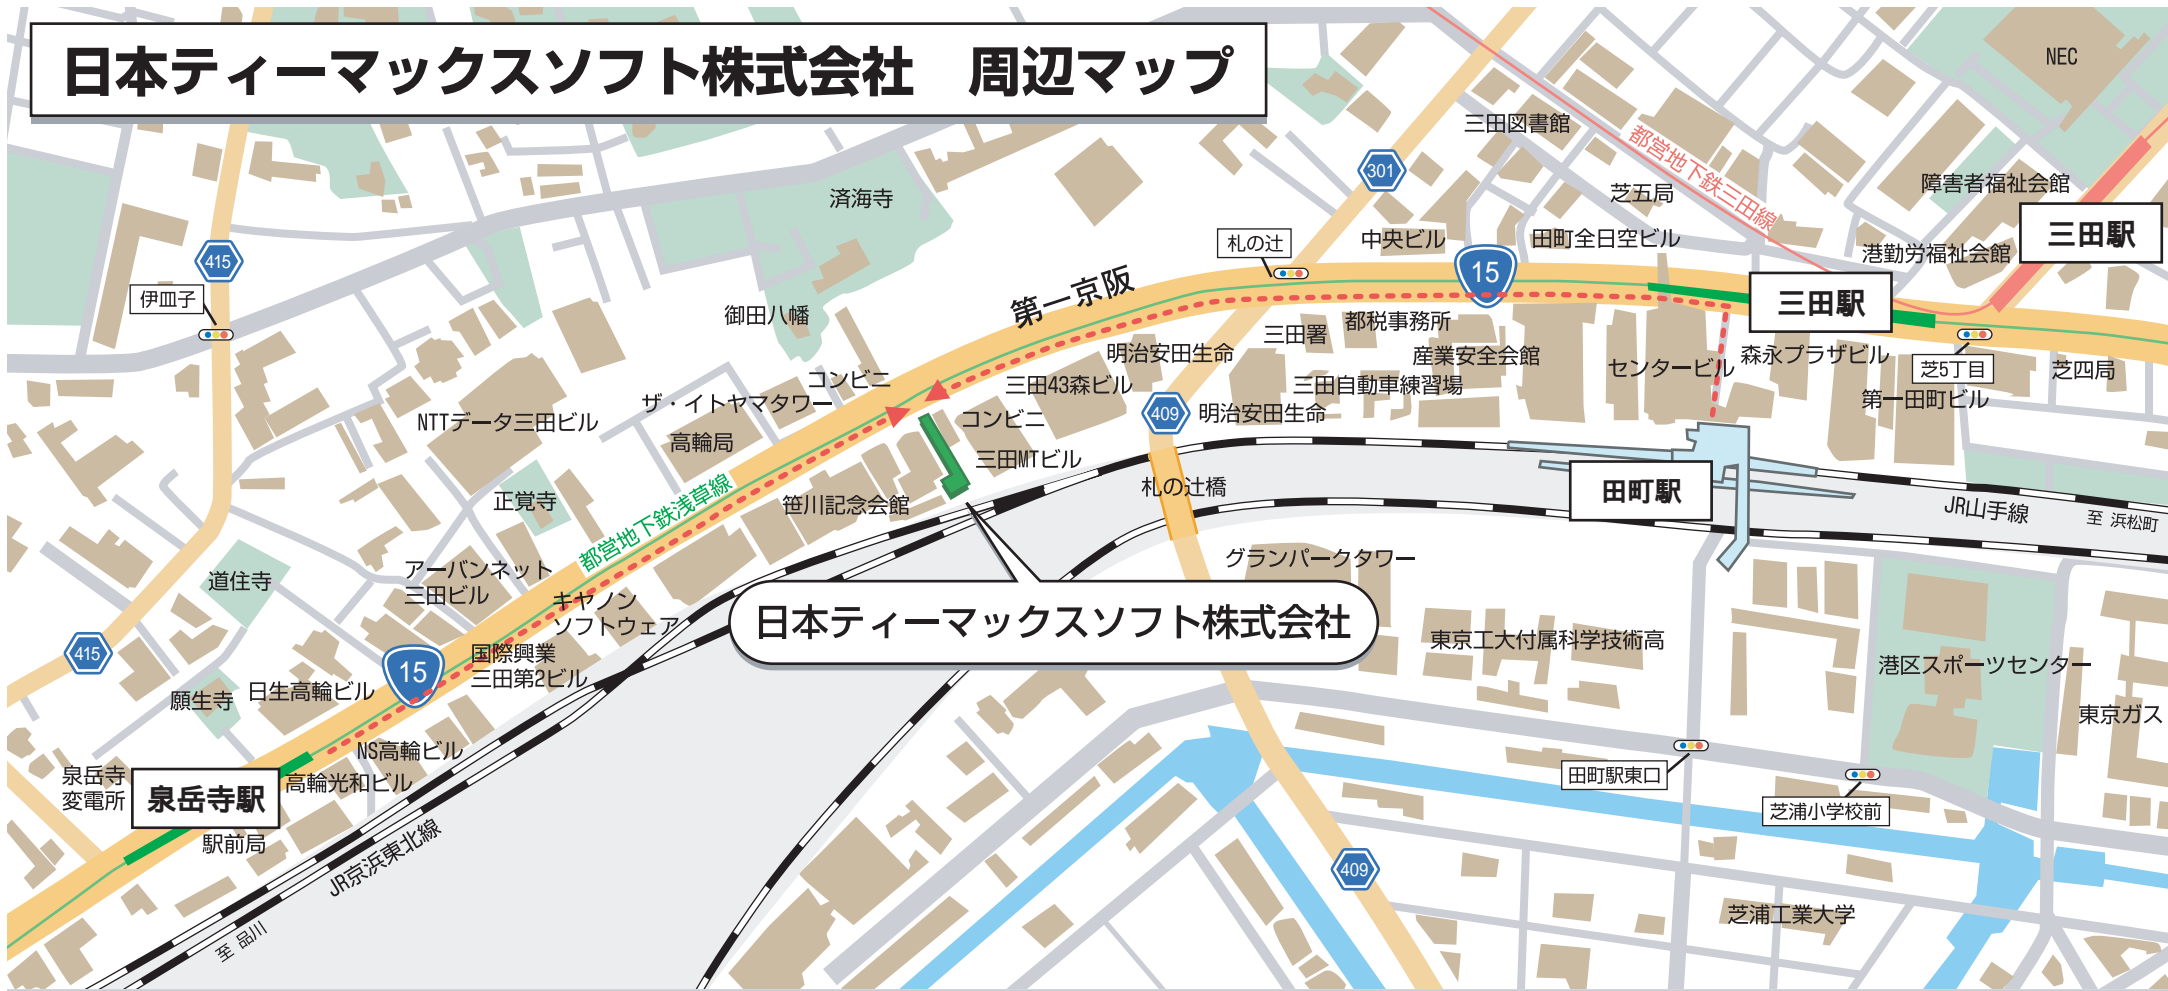 日本ティーマックスソフト株式会社　周辺マップ
NEC
三田図書館
都営地下鉄三田線
301
障害者福祉会館
芝五局
済海寺
三田駅
415
札の辻
中央ビル
田町全日空ビル
港勤労福祉会館
15
伊皿子
第一京阪
三田駅
御田八幡
都税事務所
三田署
明治安田生命
産業安全会館
センタービル
森永プラザビル
芝5丁目
芝四局
コンビニ
三田43森ビル
三田自動車練習場
ザ・イトヤマタワー
第一田町ビル
409
明治安田生命
NTTデータ三田ビル
コンビニ
高輪局
三田MTビル
札の辻橋
田町駅
正覚寺
笹川記念会館
都営地下鉄浅草線
JR山手線
至 浜松町
グランパークタワー
道住寺
アーバンネット
三田ビル
キヤノン
ソフトウェア
日本ティーマックスソフト株式会社
東京工大付属科学技術高
415
15
国際興業
三田第2ビル
港区スポーツセンター
願生寺
日生高輪ビル
東京ガス
NS高輪ビル
泉岳寺
変電所
泉岳寺駅
高輪光和ビル
田町駅東口
芝浦小学校前
駅前局
JR京浜東北線
409
至 品川
芝浦工業大学